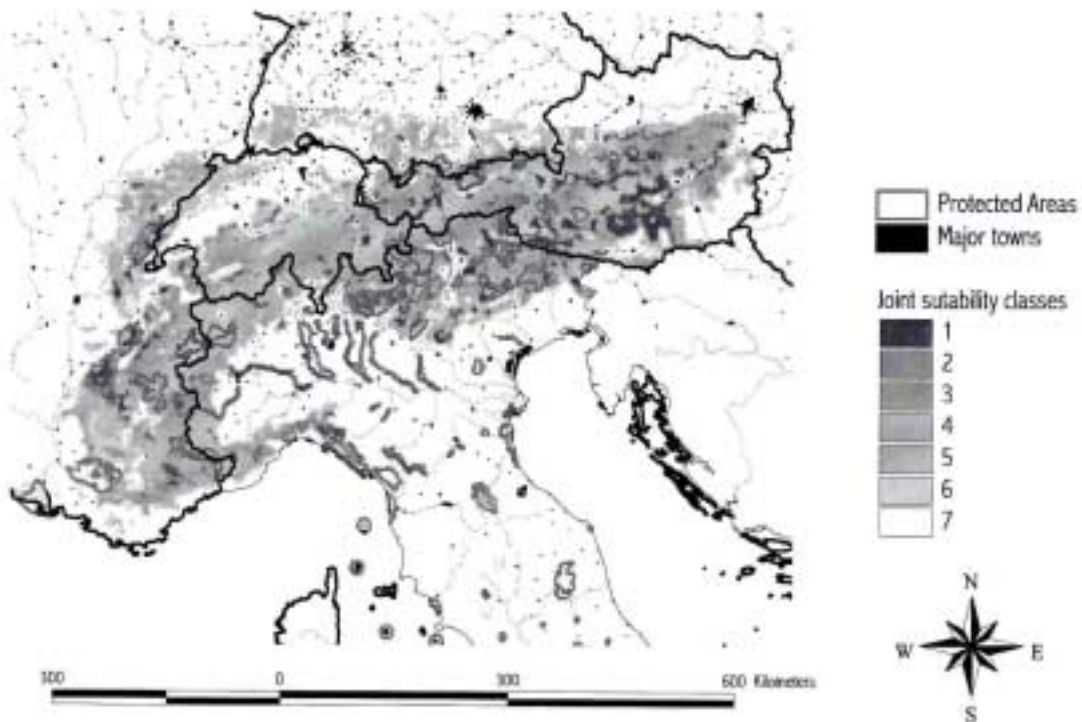 Protected Areas
Major towns
Joint sutability classes
1
2
3
4
5
6
7
N
W E
S
300 0 300 600 Kilometers